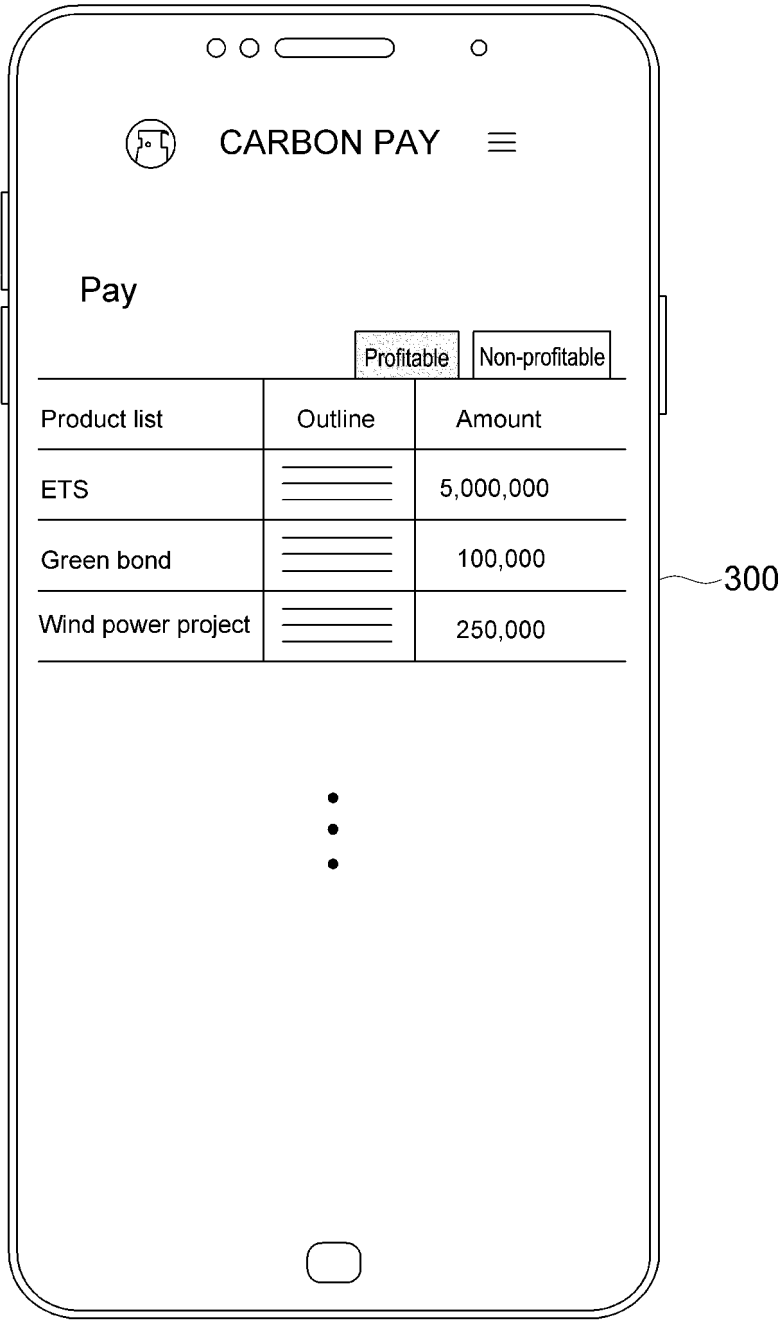 CARBON PAY
Pay
Profitable Non-profitable
Product list Outline Amount
ETS 5,000,000
Green bond 100,000
Wind power project 250,000
300